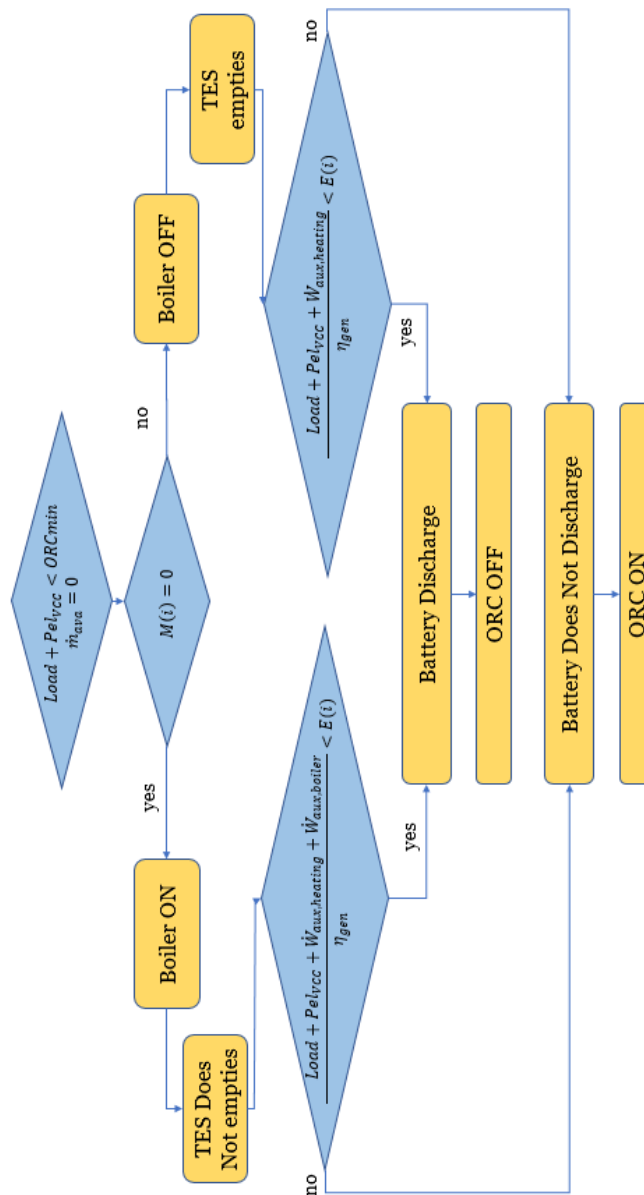 Load + Pel_VCC < ORCmin
ṁ_ava = 0
M(i) = 0
yes
no
Boiler ON
Boiler OFF
TES Does
Not empties
TES
empties
Load + Pel_VCC + Ẇ_aux,heating + Ẇ_aux,boiler
< E(i)
η_gen
Load + Pel_VCC + Ẇ_aux,heating
< E(i)
η_gen
no
yes
yes
no
Battery Discharge
ORC OFF
Battery Does Not Discharge
ORC ON